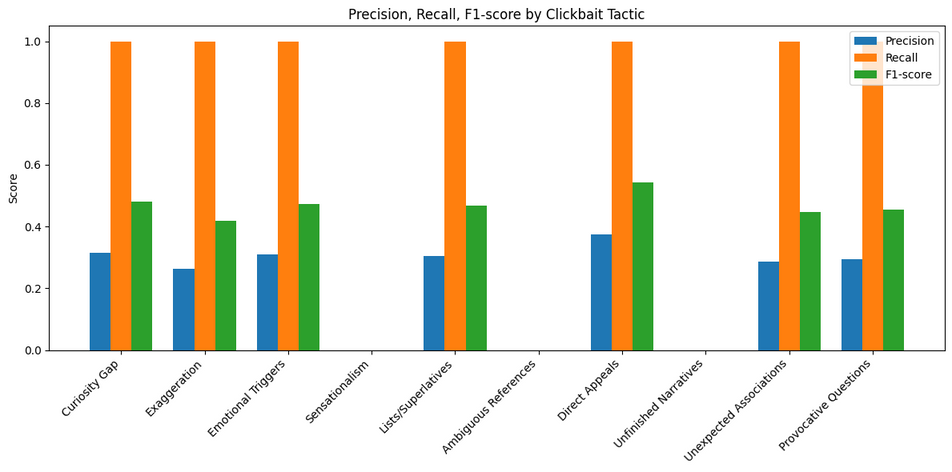 Precision, Recall, F1-score by Clickbait Tactic
Precision
Recall
F1-score
Score
1.0
0.8
0.6
0.4
0.2
0.0
Curiosity Gap
Exaggeration
Emotional Triggers
Sensationalism
Lists/Superlatives
Ambiguous References
Direct Appeals
Unfinished Narratives
Unexpected Associations
Provocative Questions